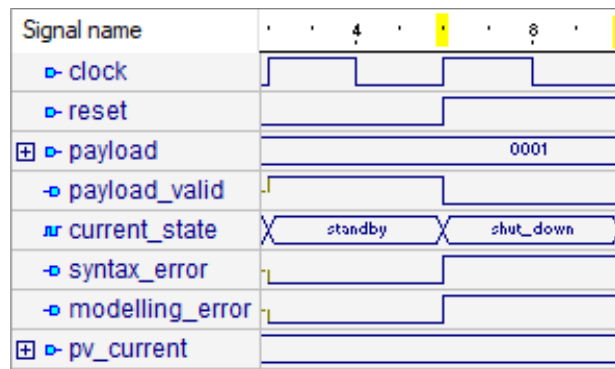 Signal name 4 8
clock
reset
payload 0001
payload_valid
current_state standby shut_down
syntax_error
modelling_error
pv_current